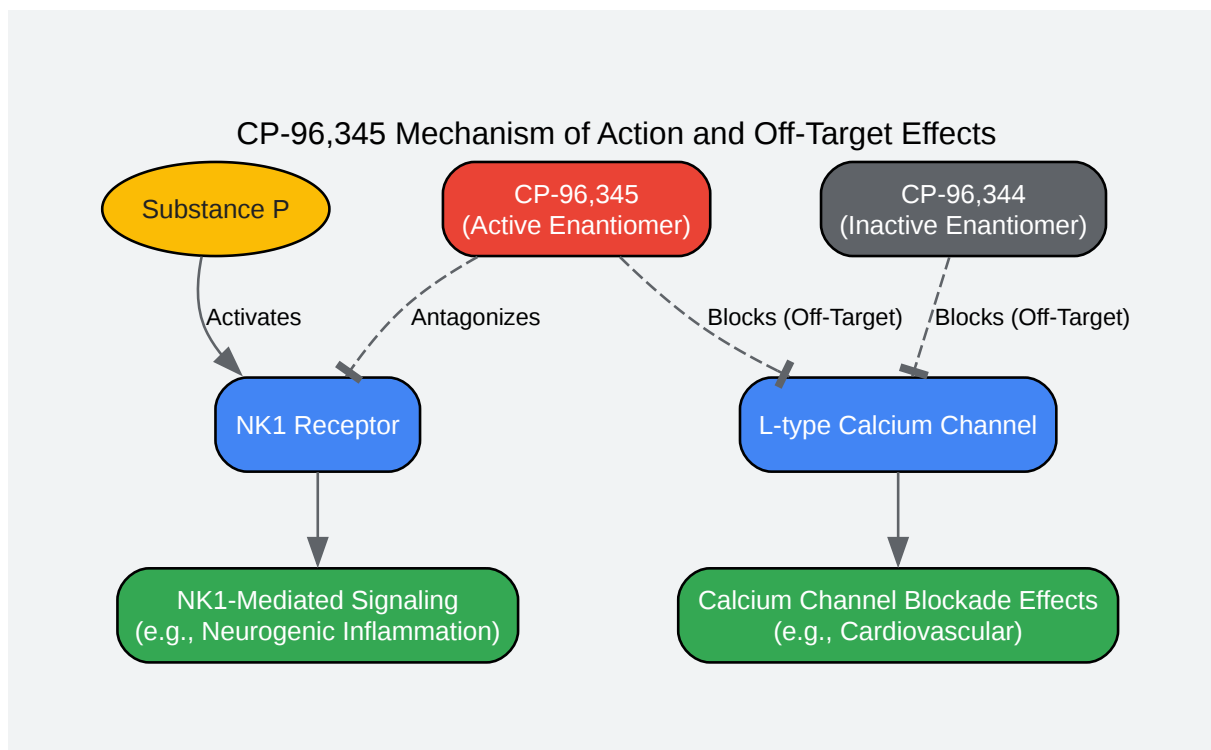 CP-96,345 Mechanism of Action and Off-Target Effects
Substance P
CP-96,345
(Active Enantiomer)
CP-96,344
(Inactive Enantiomer)
Activates
Antagonizes
Blocks (Off-Target)
Blocks (Off-Target)
NK1 Receptor
L-type Calcium Channel
NK1-Mediated Signaling
(e.g., Neurogenic Inflammation)
Calcium Channel Blockade Effects
(e.g., Cardiovascular)